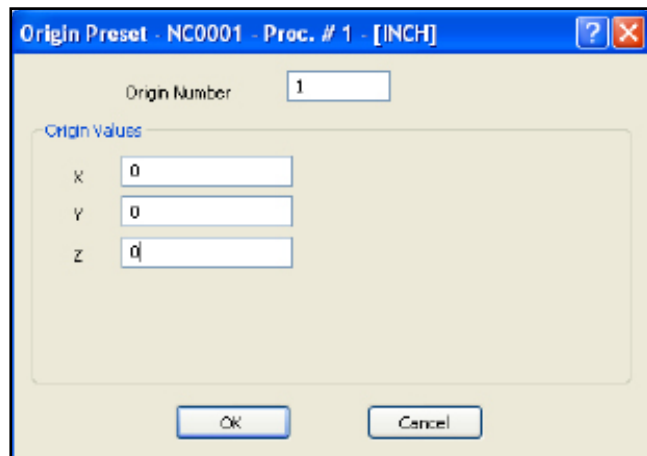 Origin Preset - NC0001 - Proc. # 1 - [INCH]
Origin Number 1
Origin Values
X 0
Y 0
Z 0
OK Cancel